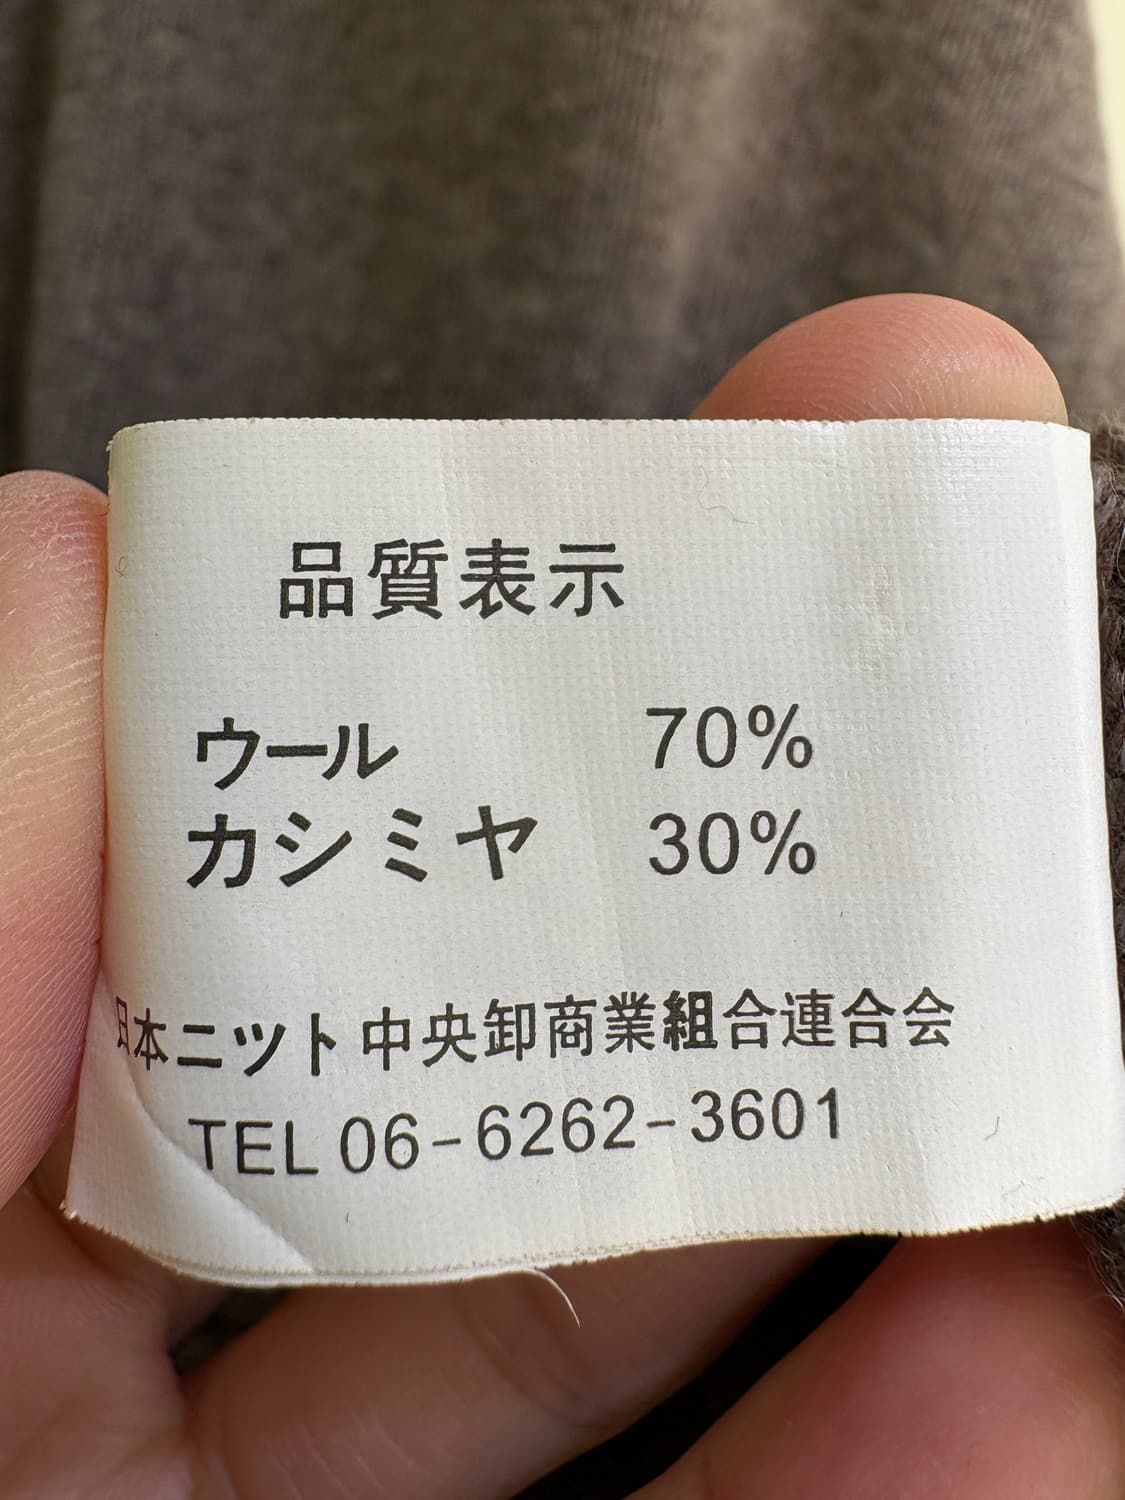 品質表示
ウール 70%
カシミヤ 30%
日本ニット中央卸商業組合連合会
TEL 06-6262-3601